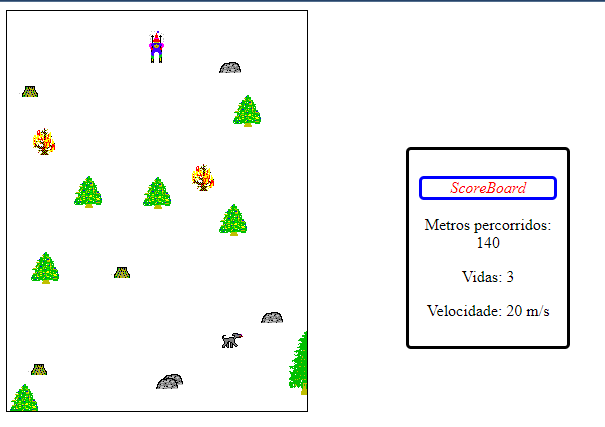 ScoreBoard
Metros percorridos:
140
Vidas: 3
Velocidade: 20 m/s